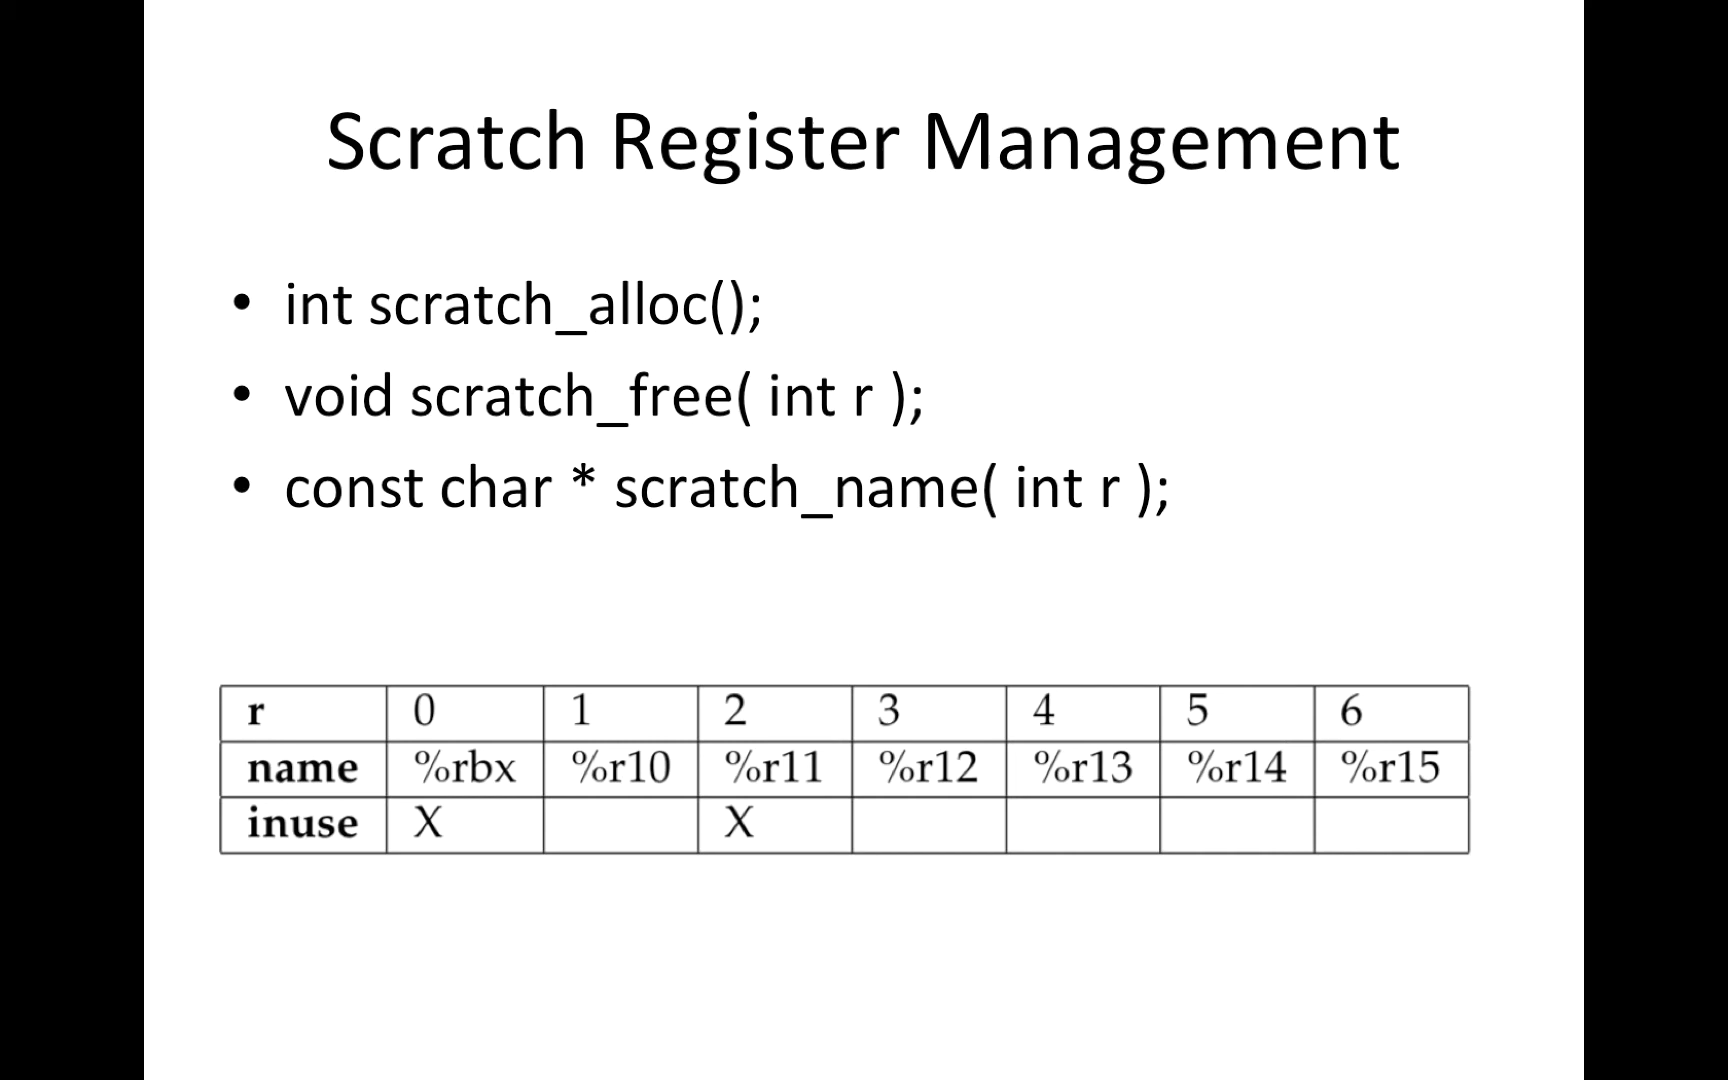 Scratch Register Management
• int scratch_alloc();
• void scratch_free( int r );
• const char * scratch_name( int r );
r 0 1 2 3 4 5 6
name %rbx %r10 %r11 %r12 %r13 %r14 %r15
inuse X X